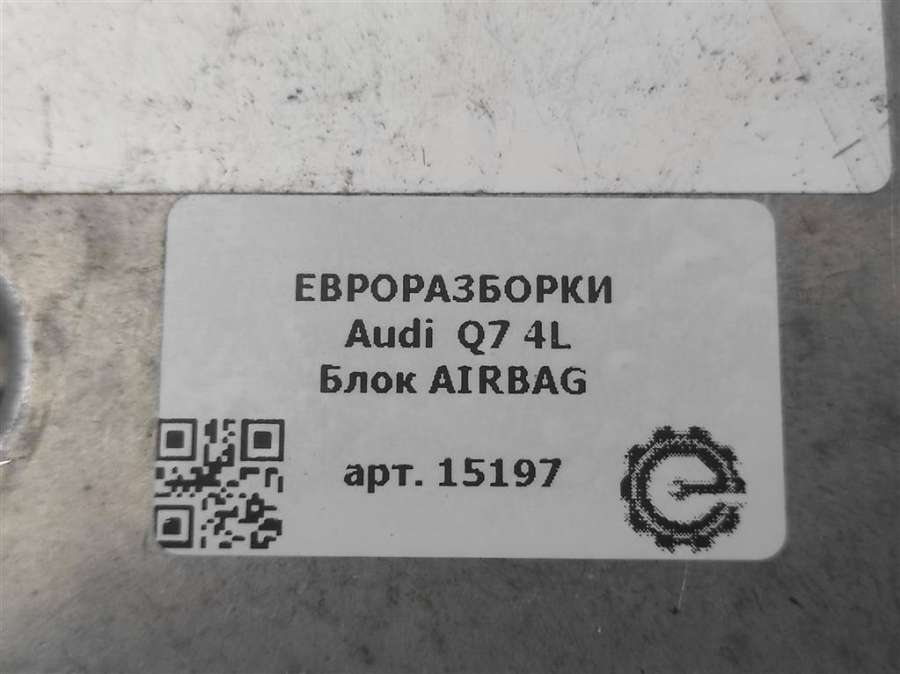 ЕВРОРАЗБОРКИ
Audi Q7 4L
Блок AIRBAG
арт. 15197